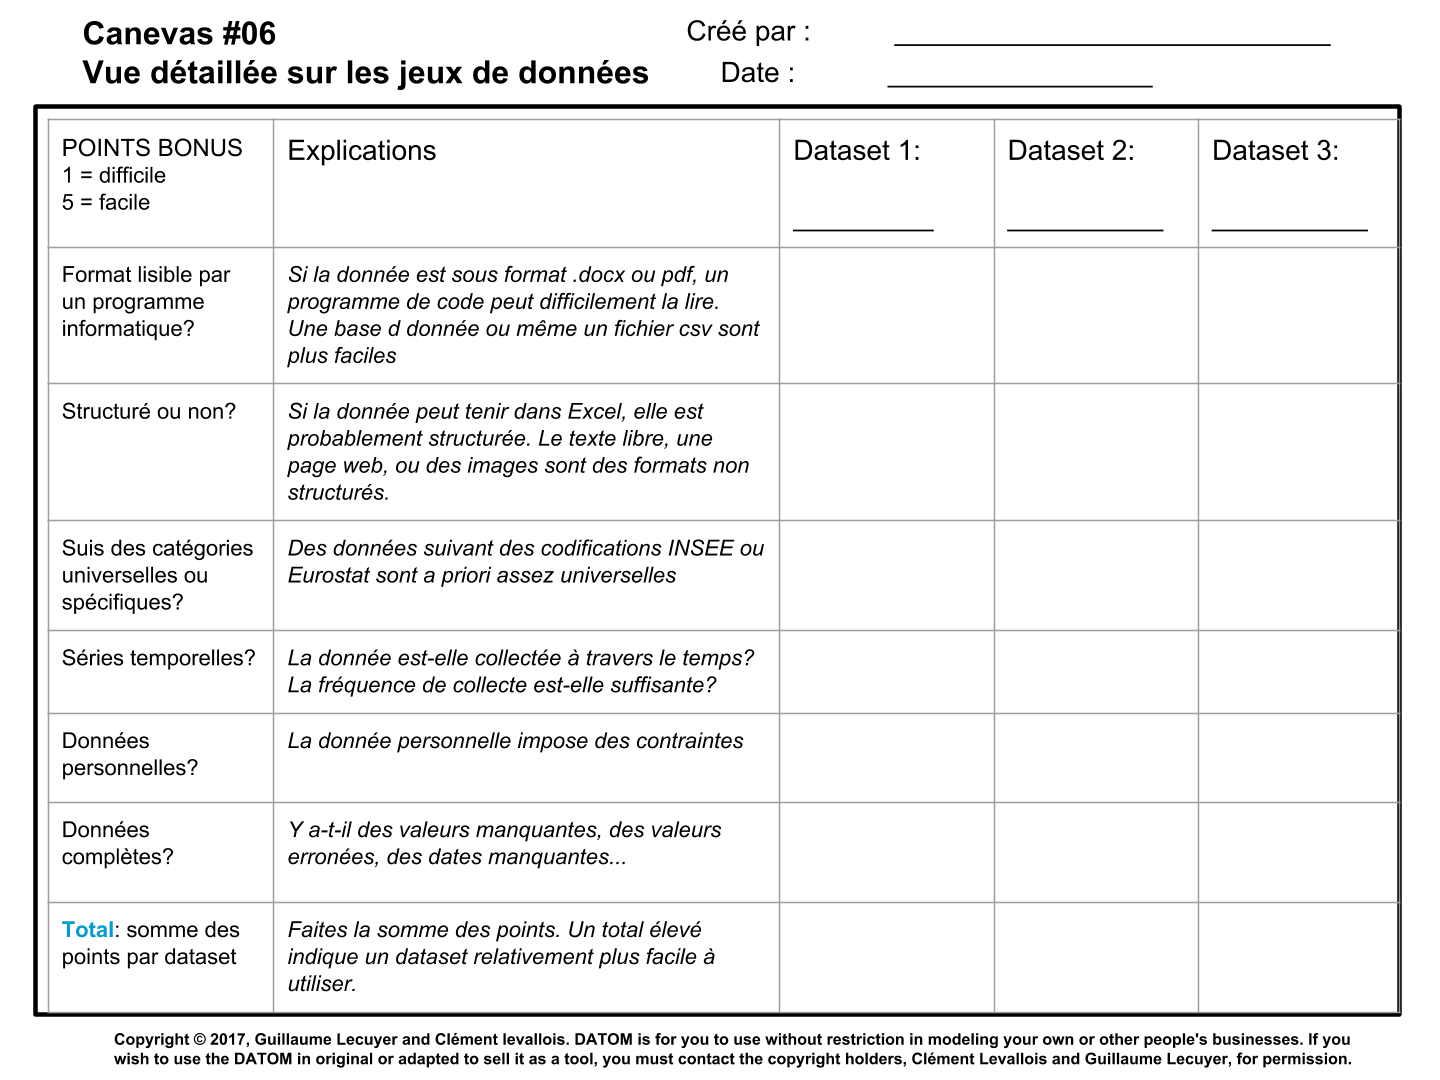 Canevas #06
Vue détaillée sur les jeux de données
Créé par :
Date :
POINTS BONUS
1 = difficile
5 = facile
Explications
Dataset 1:
Dataset 2:
Dataset 3:
Format lisible par
un programme
informatique?
Si la donnée est sous format .docx ou pdf, un
programme de code peut difficilement la lire.
Une base d donnée ou même un fichier csv sont
plus faciles
Structuré ou non?
Si la donnée peut tenir dans Excel, elle est
probablement structurée. Le texte libre, une
page web, ou des images sont des formats non
structurés.
Suis des catégories
universelles ou
spécifiques?
Des données suivant des codifications INSEE ou
Eurostat sont a priori assez universelles
Séries temporelles?
La donnée est-elle collectée à travers le temps?
La fréquence de collecte est-elle suffisante?
Données
personnelles?
La donnée personnelle impose des contraintes
Données
complètes?
Y a-t-il des valeurs manquantes, des valeurs
erronées, des dates manquantes...
Total: somme des
points par dataset
Faites la somme des points. Un total élevé
indique un dataset relativement plus facile à
utiliser.
Copyright © 2017, Guillaume Lecuyer and Clément levallois. DATOM is for you to use without restriction in modeling your own or other people's businesses. If you
wish to use the DATOM in original or adapted to sell it as a tool, you must contact the copyright holders, Clément Levallois and Guillaume Lecuyer, for permission.